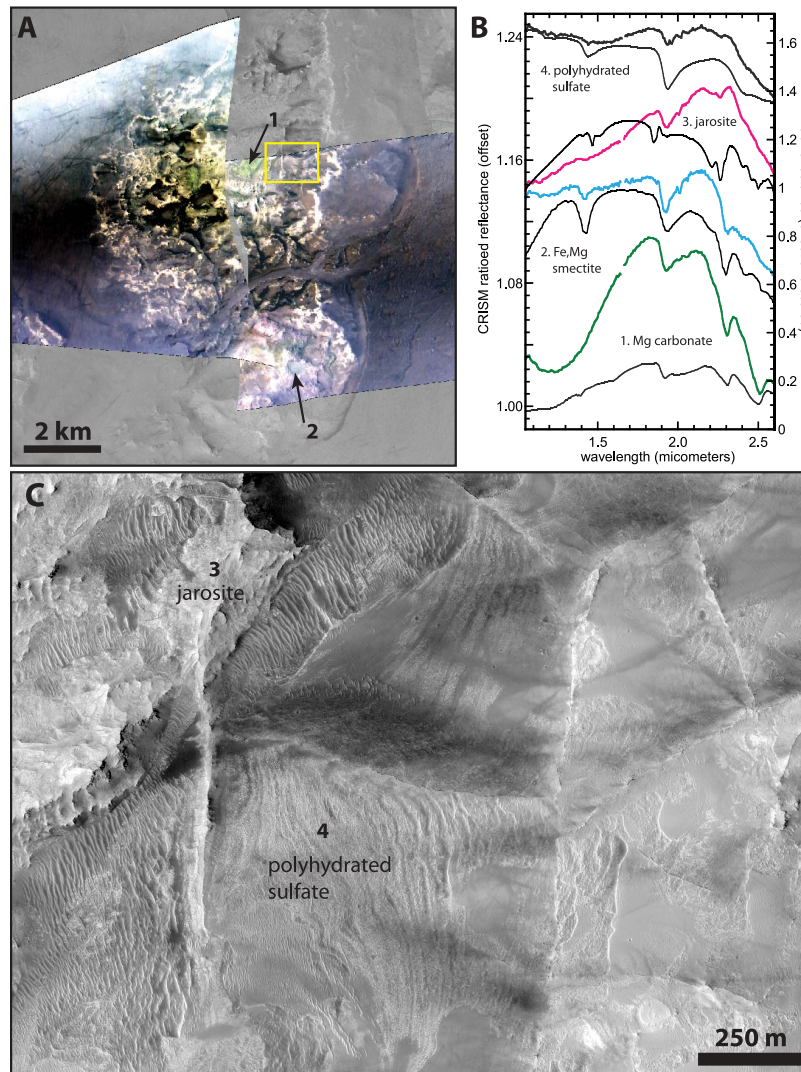 A
1
2
2 km
B
1.24
1.16
1.08
1.00
CRISM ratioed reflectance (offset)
4. polyhydrated
sulfate
3. jarosite
2. Fe,Mg
smectite
1. Mg carbonate
1.6
1.4
1.2
1
0.8
0.6
0.4
0.2
0
1.5
2.0
2.5
wavelength (micometers)
C
3
jarosite
4
polyhydrated
sulfate
250 m